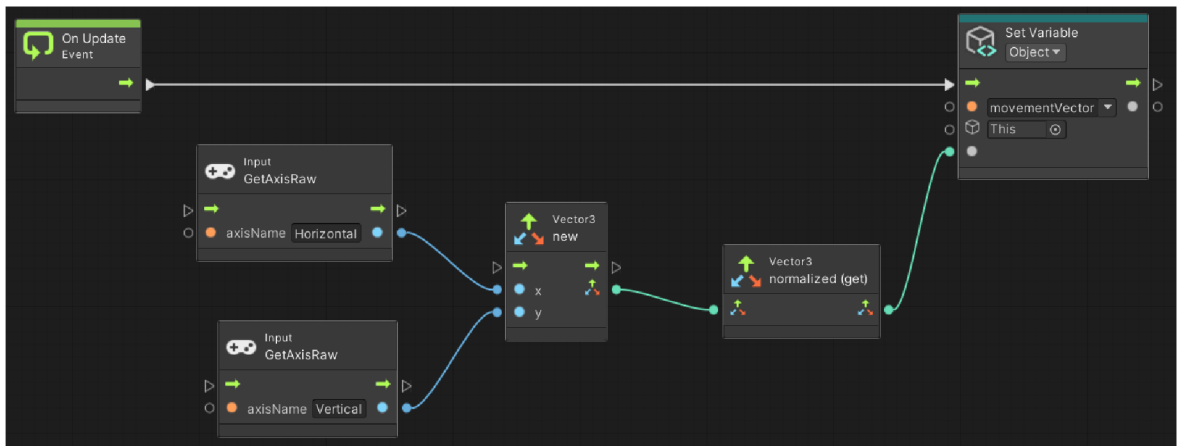 On Update
Event
Set Variable
Object
movementVector
This
Input
GetAxisRaw
axisName Horizontal
Vector3
new
x
y
Vector3
normalized (get)
Input
GetAxisRaw
axisName Vertical